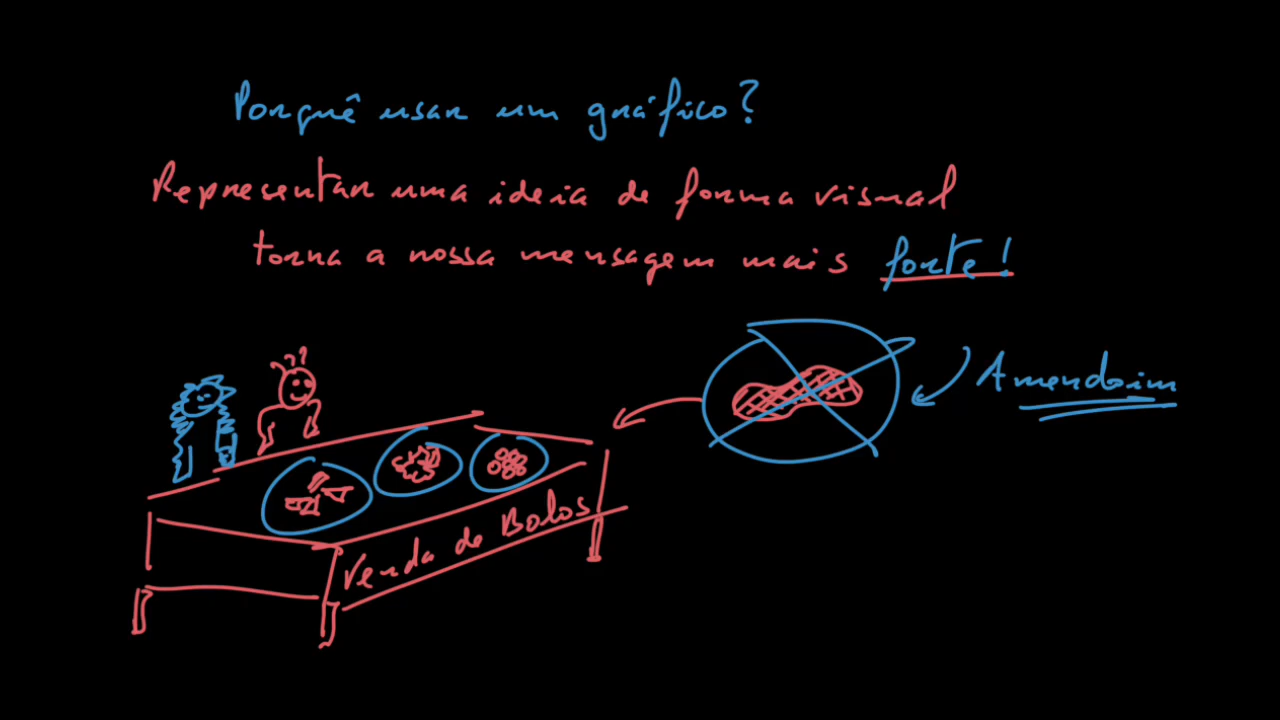 Porquê usar um gráfico?
Representar uma ideia de forma visual
torna a nossa mensagem mais forte!
Amendoim
Venda de Bolos